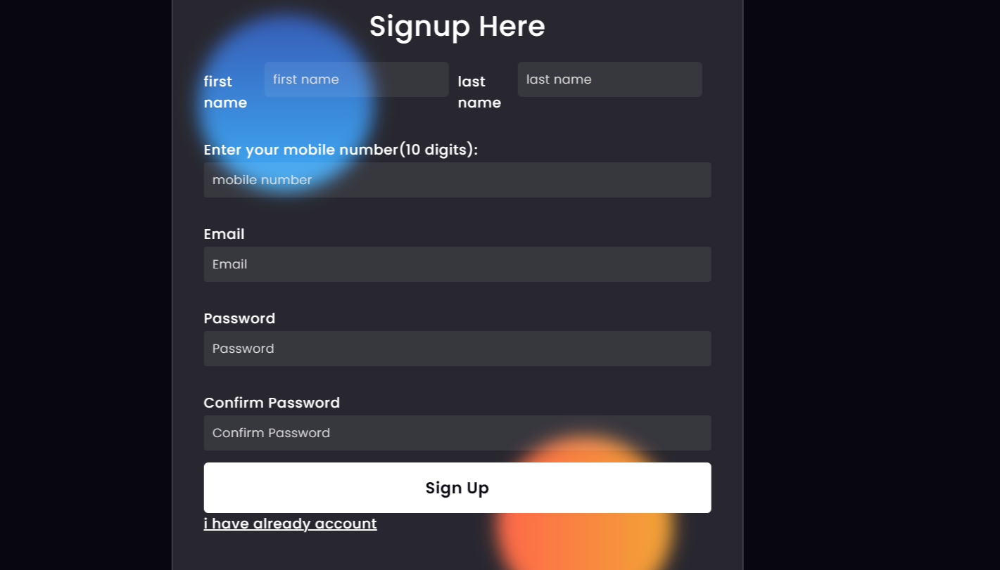 Signup Here
first name
first name
last name
last name
Enter your mobile number(10 digits):
mobile number
Email
Email
Password
Password
Confirm Password
Confirm Password
Sign Up
i have already account